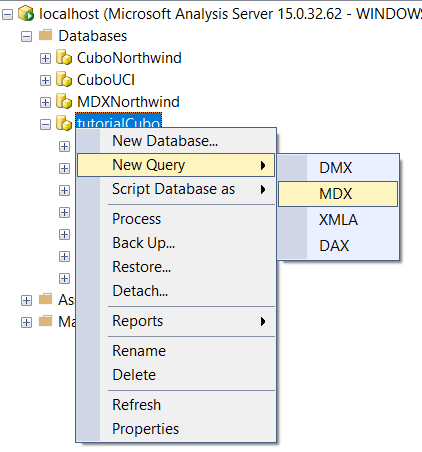 localhost (Microsoft Analysis Server 15.0.32.62 - WINDOWS
Databases
CuboNorthwind
CuboUCI
MDXNorthwind
tutorialCubo
New Database...
New Query
DMX
Script Database as
MDX
Process
XMLA
Back Up...
DAX
Restore...
Detach...
As
Reports
Ma
Rename
Delete
Refresh
Properties